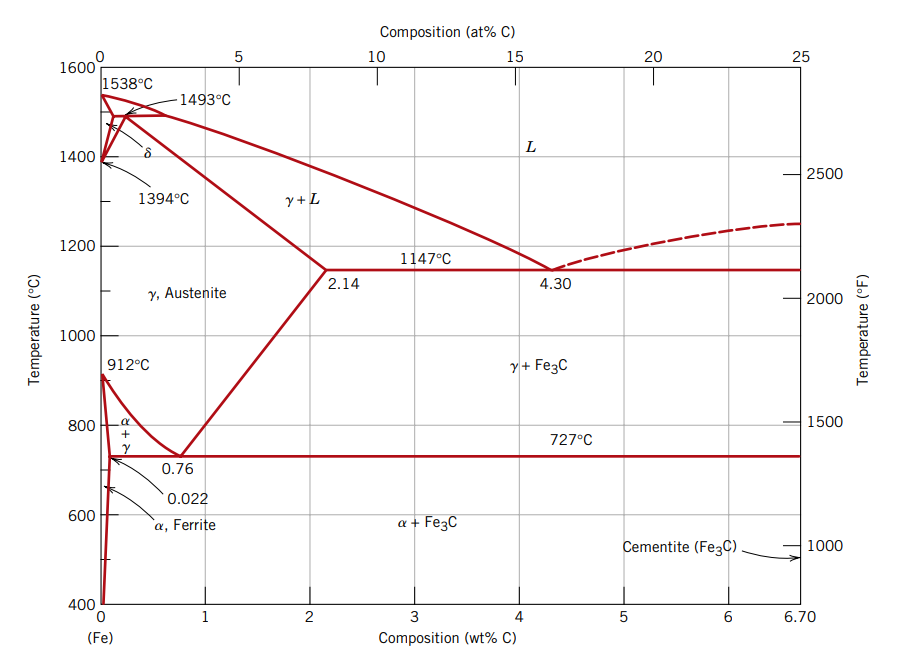 Composition (at% C)
0 5 10 15 20 25
1600
1538°C
1493°C
L
δ
1400
2500
1394°C
γ + L
1200
1147°C
2.14
4.30
γ, Austenite
2000
Temperature (°C)
Temperature (°F)
1000
912°C
γ + Fe3C
α
+
γ
800
1500
727°C
0.76
0.022
600
α, Ferrite
α + Fe3C
Cementite (Fe3C)
1000
400
0 1 2 3 4 5 6 6.70
(Fe)
Composition (wt% C)